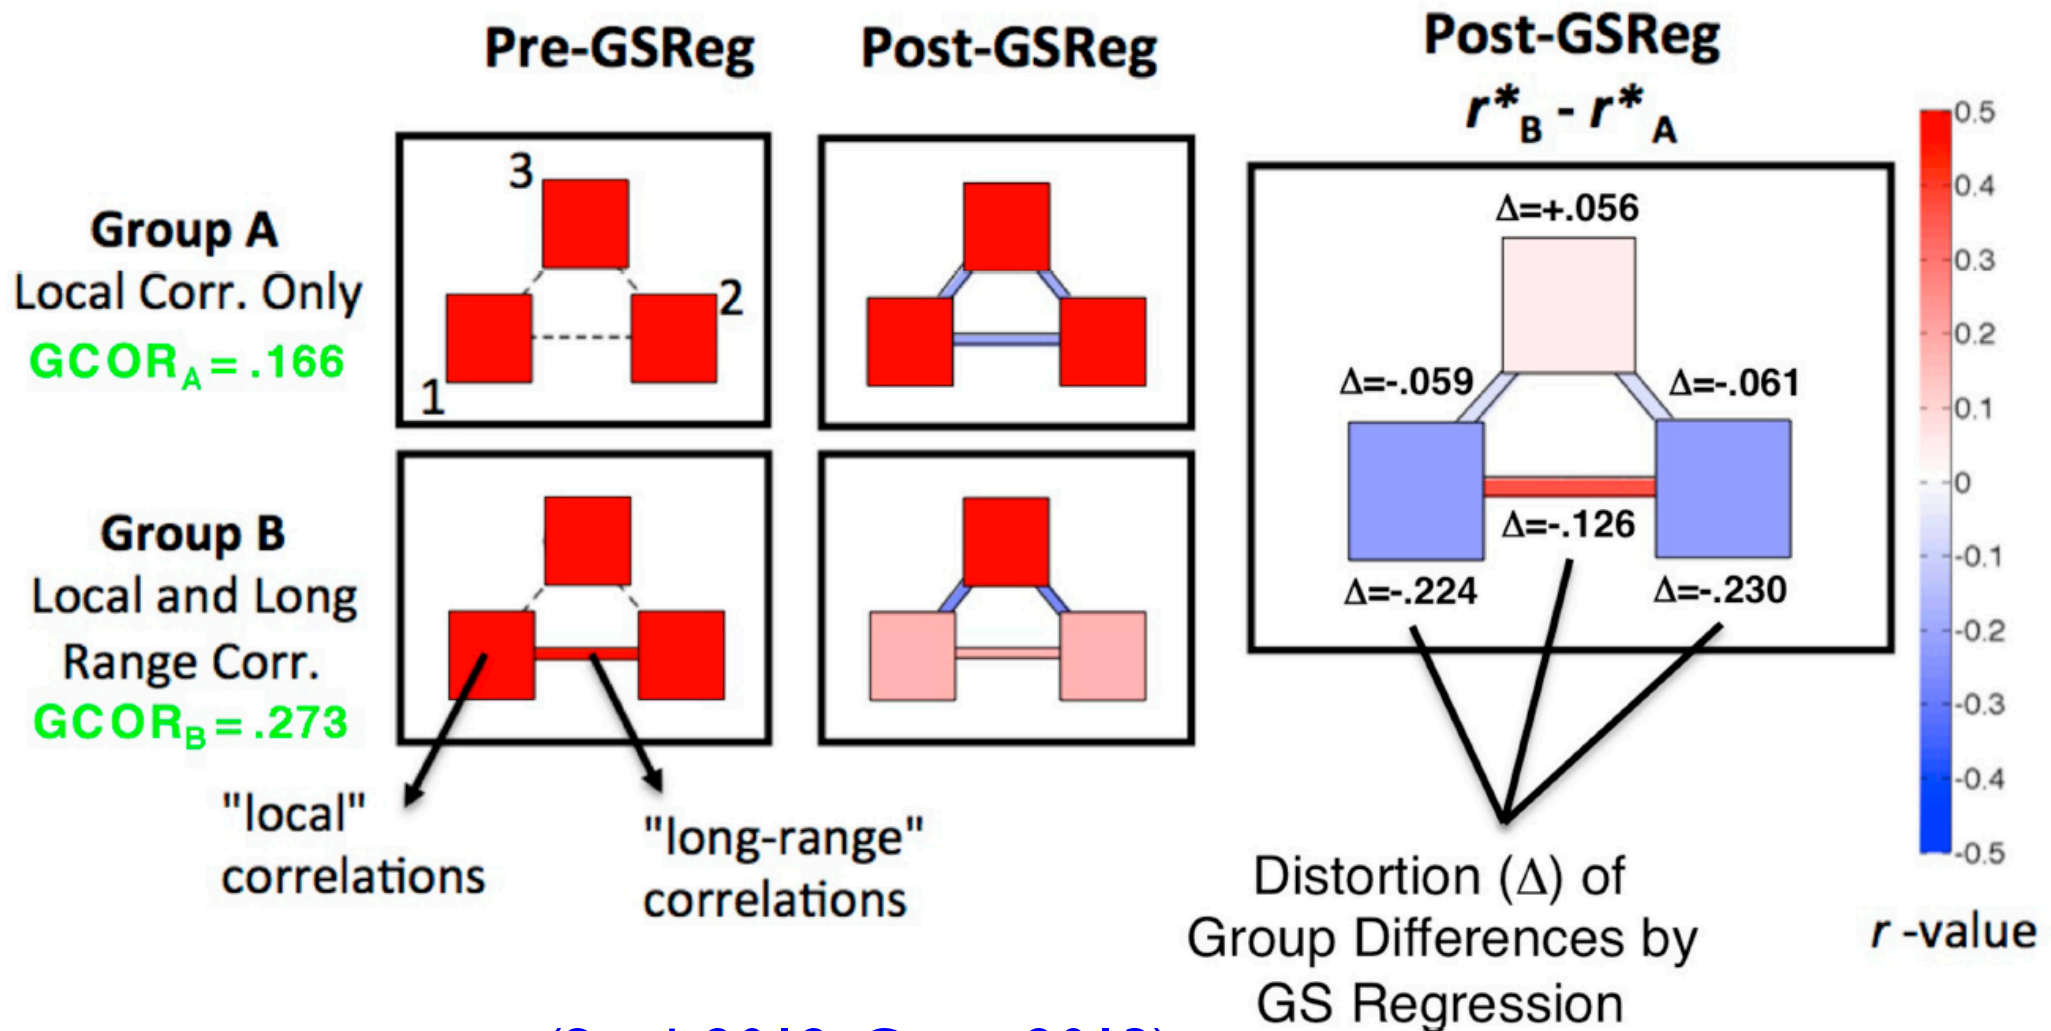 Pre-GSReg
Post-GSReg
Post-GSReg
r*B - r*A
Group A
Local Corr. Only
GCORA = .166
3
2
1
Group B
Local and Long
Range Corr.
GCORB = .273
"local"
correlations
"long-range"
correlations
Δ=+.056
Δ=-.059
Δ=-.061
Δ=-.126
Δ=-.224
Δ=-.230
Distortion (Δ) of
Group Differences by
GS Regression
0.5
0.4
0.3
0.2
0.1
0
-0.1
-0.2
-0.3
-0.4
-0.5
r -value